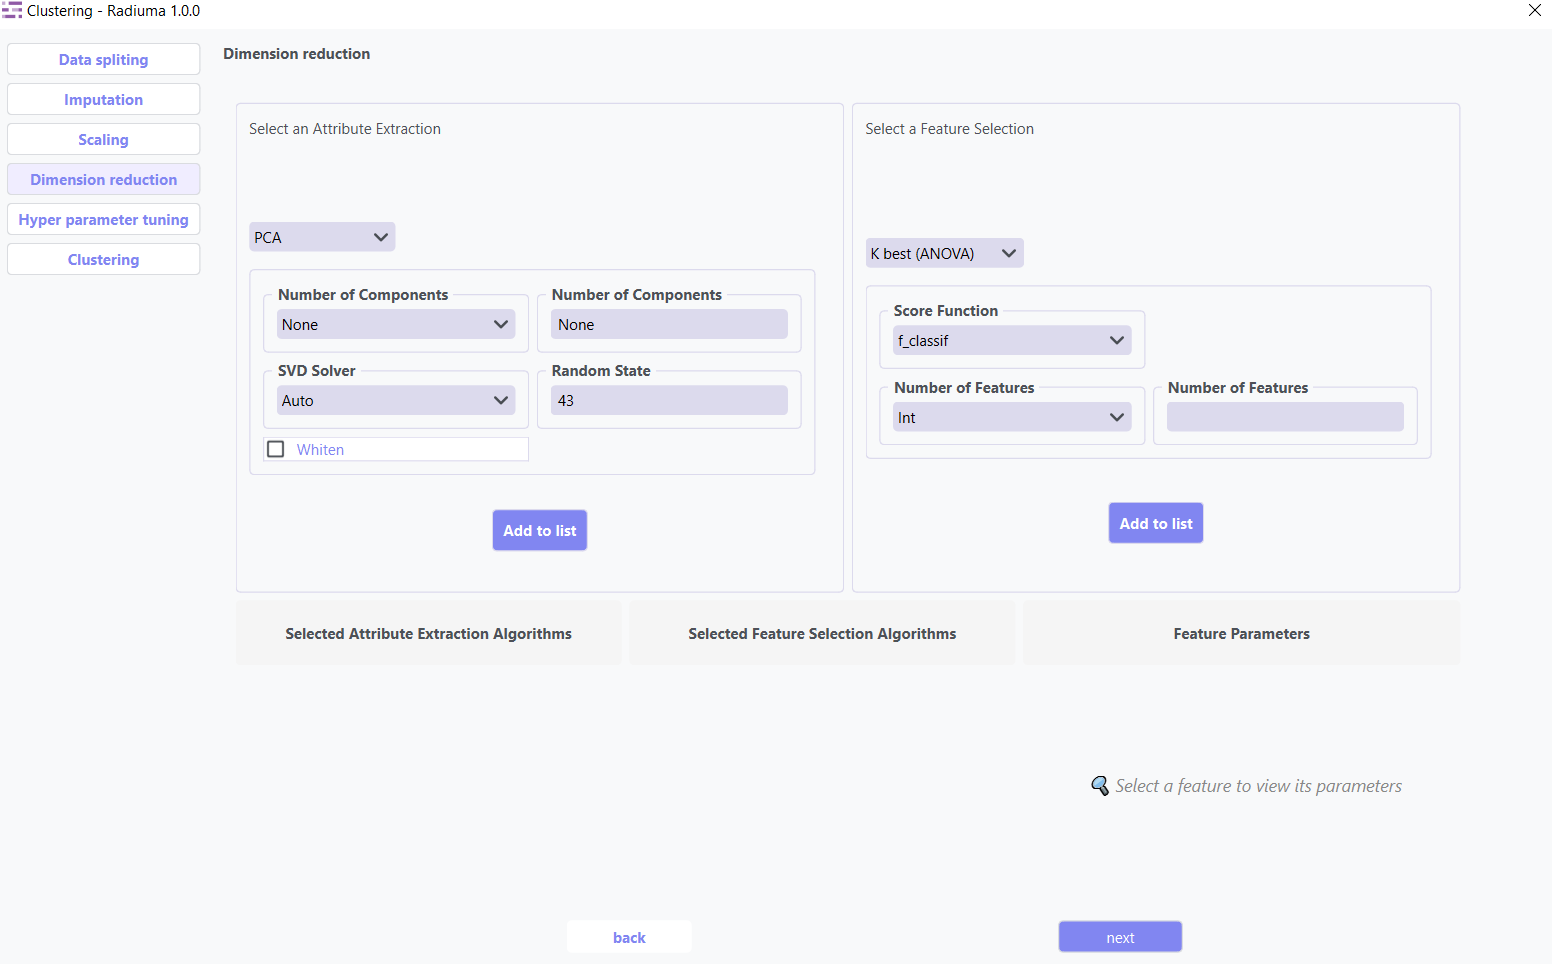 Clustering - Radiuma 1.0.0
Data spliting
Imputation
Scaling
Dimension reduction
Hyper parameter tuning
Clustering
Dimension reduction
Select an Attribute Extraction
PCA
Number of Components
None
Number of Components
None
SVD Solver
Auto
Random State
43
Whiten
Add to list
Select a Feature Selection
K best (ANOVA)
Score Function
f_classif
Number of Features
Int
Number of Features
Add to list
Selected Attribute Extraction Algorithms
Selected Feature Selection Algorithms
Feature Parameters
Select a feature to view its parameters
back
next